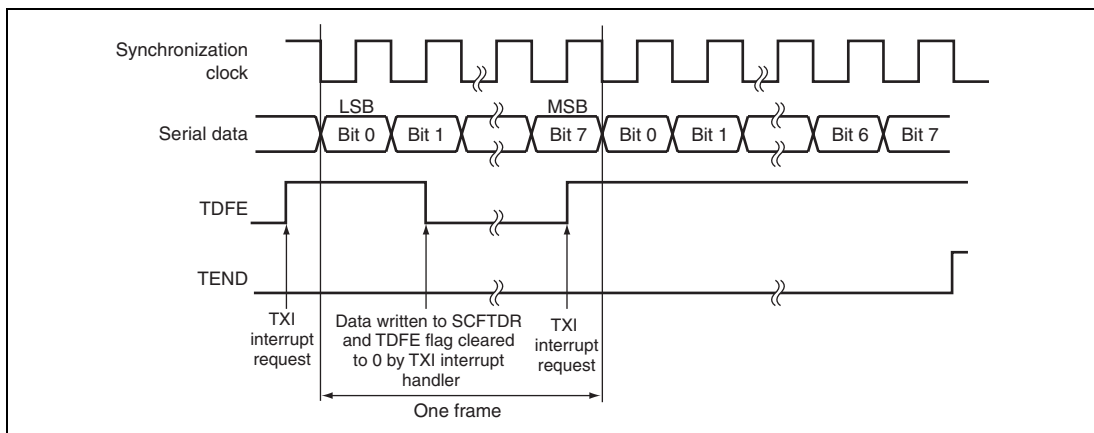 Synchronization
clock
LSB
MSB
Serial data
Bit 0
Bit 1
Bit 7
Bit 0
Bit 1
Bit 6
Bit 7
TDFE
TEND
TXI
interrupt
request
Data written to SCFTDR
and TDFE flag cleared
to 0 by TXI interrupt
handler
TXI
interrupt
request
One frame